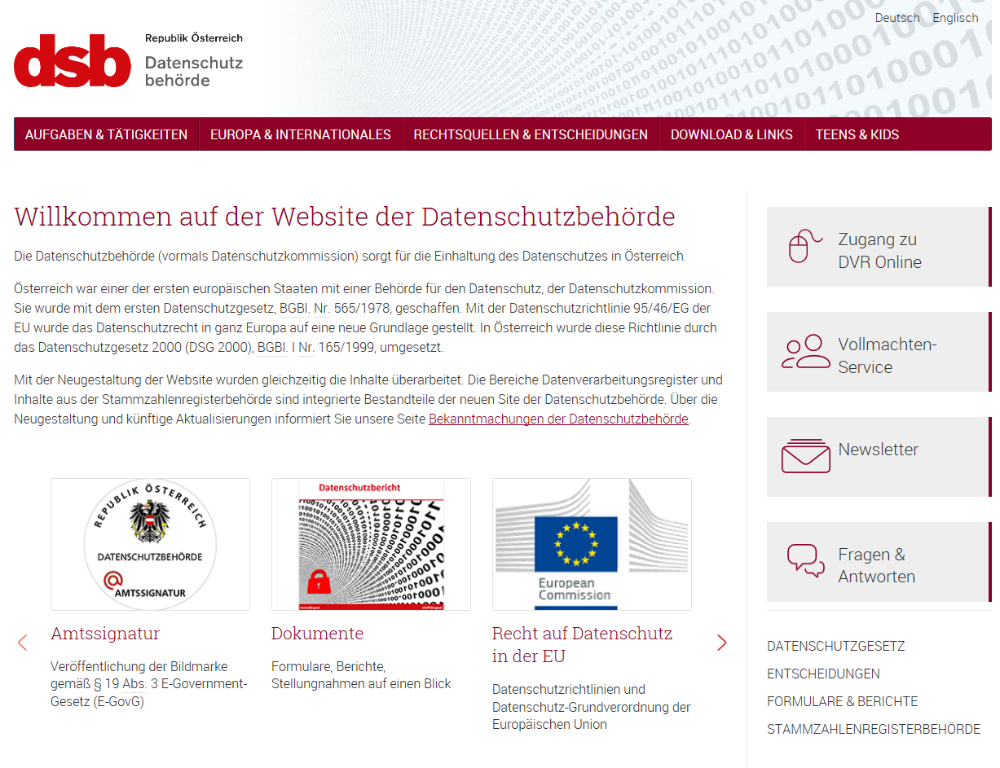 Deutsch Englisch
dsb
Republik Österreich
Datenschutz
behörde
AUFGABEN & TÄTIGKEITEN EUROPA & INTERNATIONALES RECHTSQUELLEN & ENTSCHEIDUNGEN DOWNLOAD & LINKS TEENS & KIDS
Willkommen auf der Website der Datenschutzbehörde
Die Datenschutzbehörde (vormals Datenschutzkommission) sorgt für die Einhaltung des Datenschutzes in Österreich.
Österreich war einer der ersten europäischen Staaten mit einer Behörde für den Datenschutz, der Datenschutzkommission.
Sie wurde mit dem ersten Datenschutzgesetz, BGBl. Nr. 565/1978, geschaffen. Mit der Datenschutzrichtlinie 95/46/EG der
EU wurde das Datenschutzrecht in ganz Europa auf eine neue Grundlage gestellt. In Österreich wurde diese Richtlinie durch
das Datenschutzgesetz 2000 (DSG 2000), BGBl. I Nr. 165/1999, umgesetzt.
Mit der Neugestaltung der Website wurden gleichzeitig die Inhalte überarbeitet. Die Bereiche Datenverarbeitungsregister und
Inhalte aus der Stammzahlenregisterbehörde sind integrierte Bestandteile der neuen Site der Datenschutzbehörde. Über die
Neugestaltung und künftige Aktualisierungen informiert Sie unsere Seite Bekanntmachungen der Datenschutzbehörde.
REPUBLIK ÖSTERREICH
DATENSCHUTZBEHÖRDE
@
AMTSSIGNATUR
Amtssignatur
Veröffentlichung der Bildmarke
gemäß § 19 Abs. 3 E-Government-
Gesetz (E-GovG)
Datenschutzbericht
Dokumente
Formulare, Berichte,
Stellungnahmen auf einen Blick
European
Commission
Recht auf Datenschutz
in der EU
Datenschutzrichtlinien und
Datenschutz-Grundverordnung der
Europäischen Union
Zugang zu
DVR Online
Vollmachten-
Service
Newsletter
Fragen &
Antworten
DATENSCHUTZGESETZ
ENTSCHEIDUNGEN
FORMULARE & BERICHTE
STAMMZAHLENREGISTERBEHÖRDE